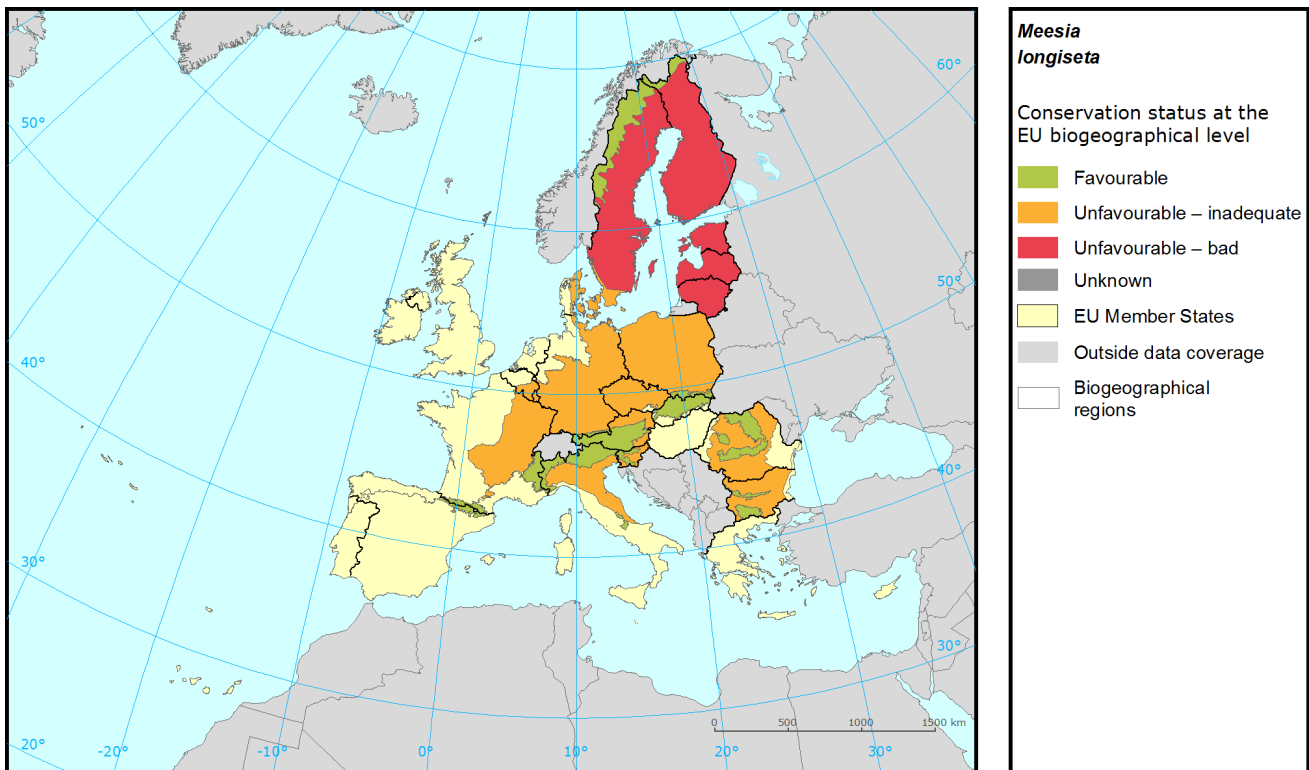 Meesia
longiseta
Conservation status at the
EU biogeographical level
Favourable
Unfavourable – inadequate
Unfavourable – bad
Unknown
EU Member States
Outside data coverage
Biogeographical
regions
60°
50°
50°
40°
40°
30°
30°
20°
-20°
-10°
0°
10°
20°
30°
0 500 1000 1500 km